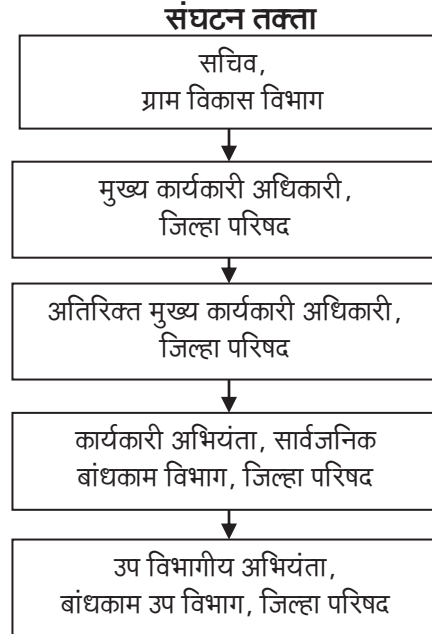 संघटन तक्ता
सचिव,
ग्राम विकास विभाग
मुख्य कार्यकारी अधिकारी,
जिल्हा परिषद
अतिरिक्त मुख्य कार्यकारी अधिकारी,
जिल्हा परिषद
कार्यकारी अभियंता, सार्वजनिक
बांधकाम विभाग, जिल्हा परिषद
उप विभागीय अभियंता,
बांधकाम उप विभाग, जिल्हा परिषद